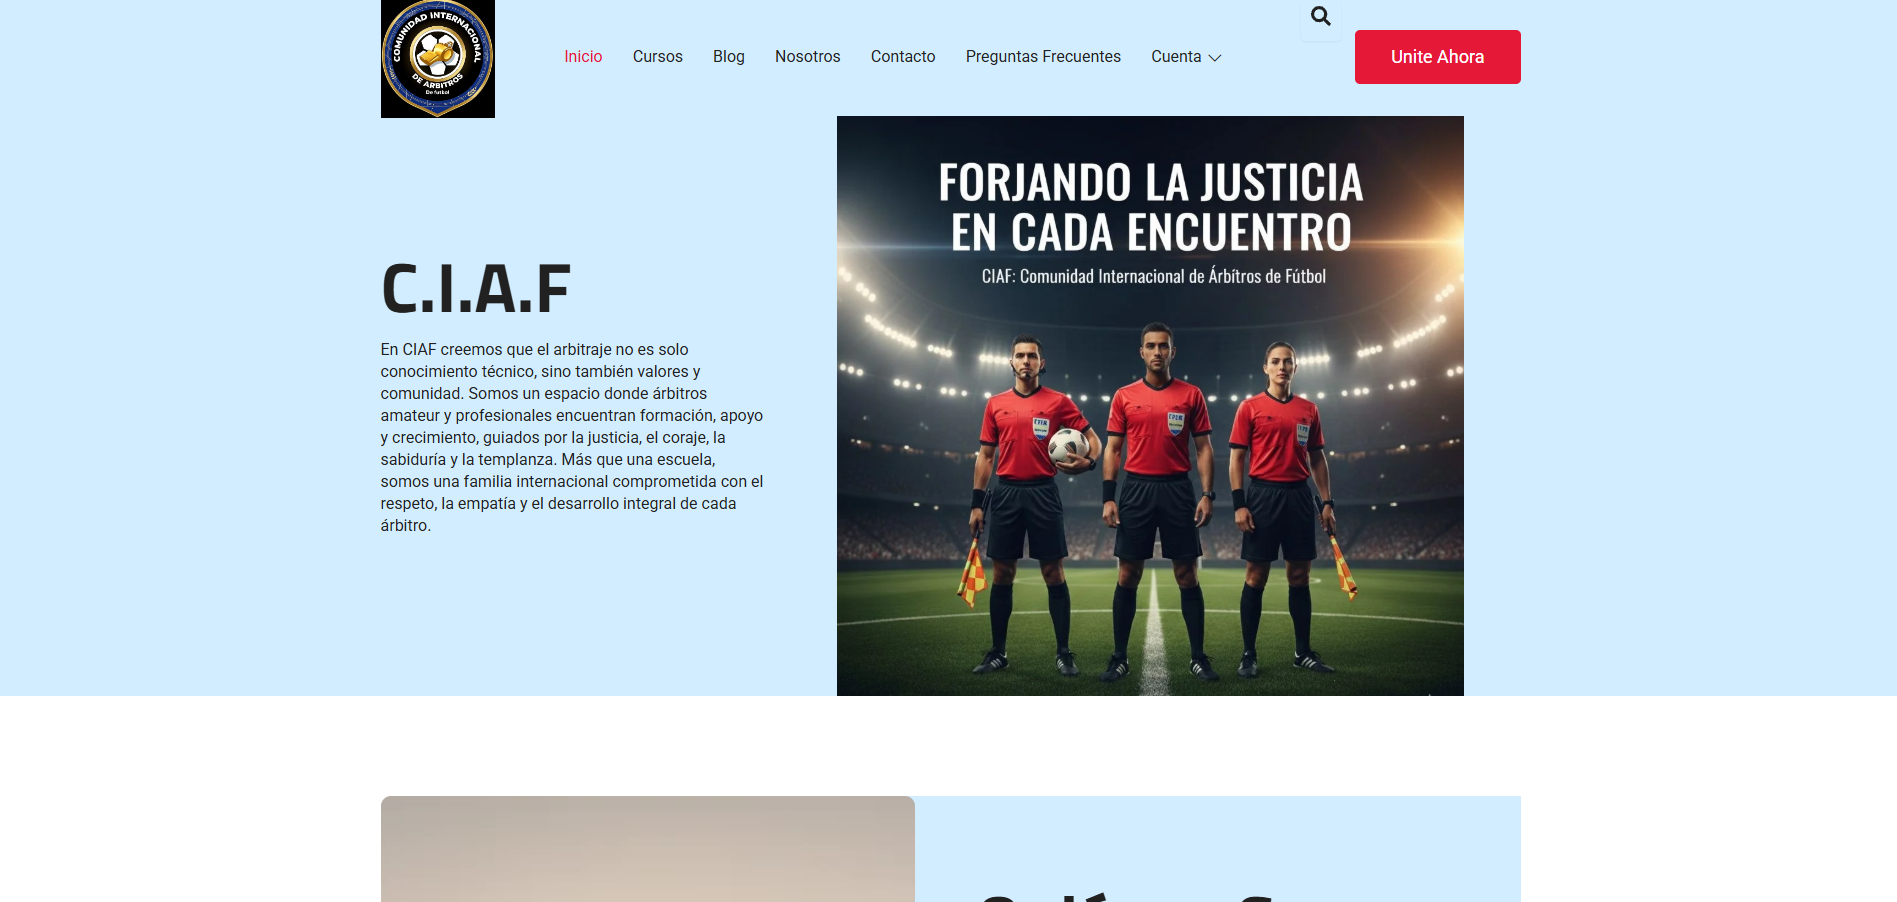 COMUNIDAD INTERNACIONAL
DE ARBITROS
De futbol
Inicio
Cursos
Blog
Nosotros
Contacto
Preguntas Frecuentes
Cuenta
Unite Ahora
C.I.A.F
En CIAF creemos que el arbitraje no es solo
conocimiento técnico, sino también valores y
comunidad. Somos un espacio donde árbitros
amateur y profesionales encuentran formación, apoyo
y crecimiento, guiados por la justicia, el coraje, la
sabiduría y la templanza. Más que una escuela,
somos una familia internacional comprometida con el
respeto, la empatía y el desarrollo integral de cada
árbitro.
FORJANDO LA JUSTICIA
EN CADA ENCUENTRO
CIAF: Comunidad Internacional de Árbítros de Fútbol